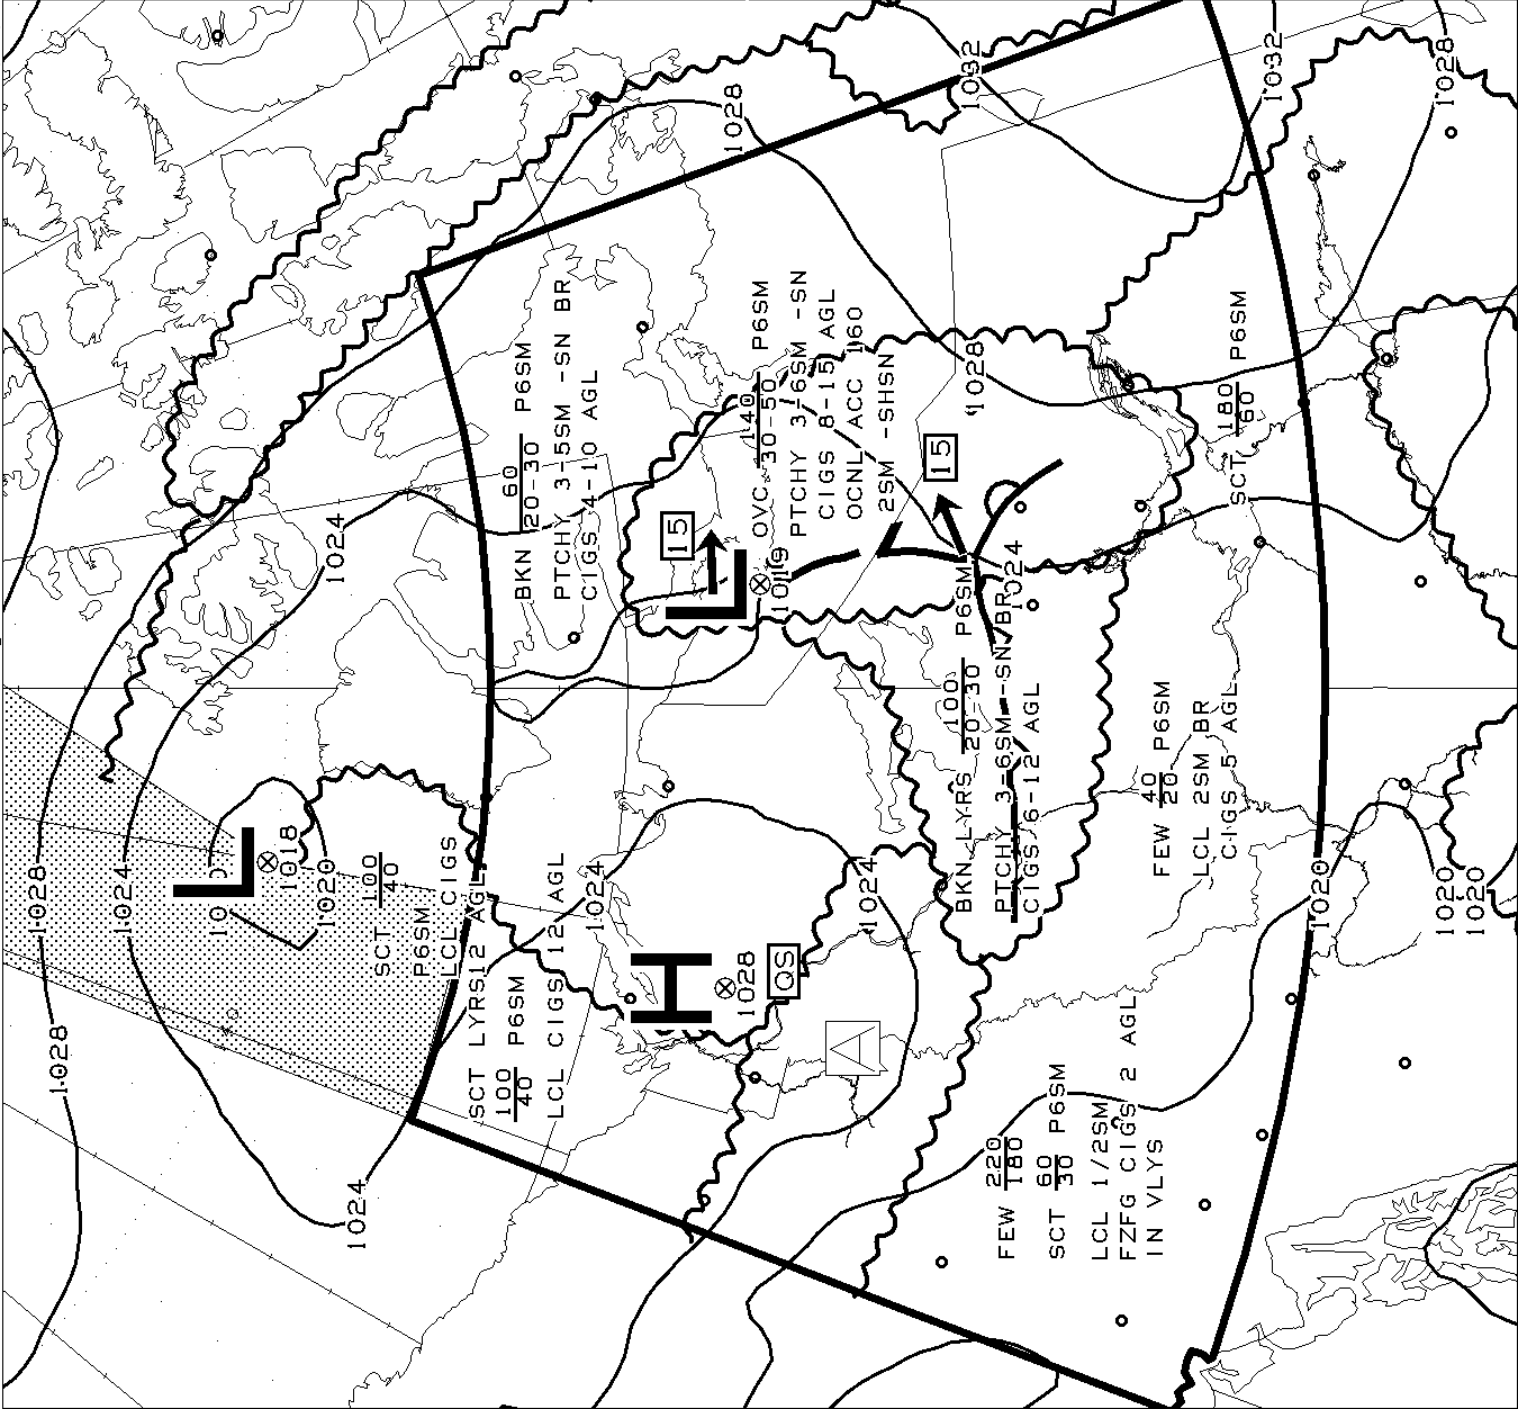 1028
1028
1024
1024
1024
10
L
1018
1020
SCT 100
40
P6SM
LCL CIGS
12 AGL
SCT LYRS
100 P6SM
40
LCL CIGS 12 AGL
1024
BKN 60 P6SM
20-30
PTCHY 3-5SM -SN BR
CIGS 4-10 AGL
1028
H
1028
QS
A
1024
15
L
1019
OVC 140 P6SM
30-50
PTCHY 3-6SM -SN
CIGS 8-15 AGL
OCNL ACC 160
2SM -SHSN
15
1032
1028
1024
BKN LYRS 100 P6SM
20-30
PTCHY 3-6SM -SN BR
CIGS 6-12 AGL
FEW 220
180
SCT 60 P6SM
30
LCL 1/2SM
FZFG CIGS 2 AGL
IN VLYS
FEW 40 P6SM
20
LCL 2SM BR
CIGS 5 AGL
SCT 180 P6SM
60
1032
1020
1020
1020
1028